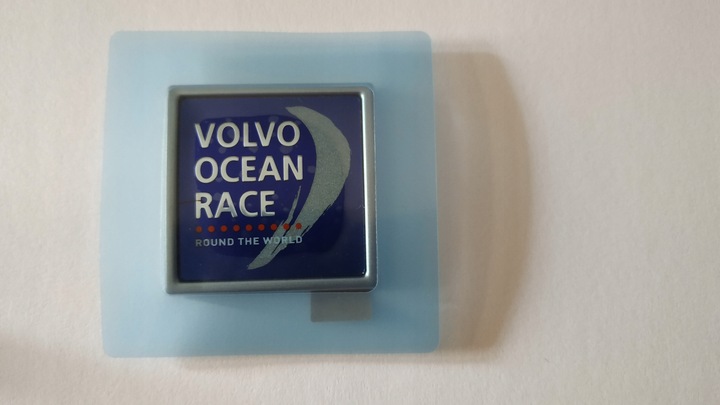 VOLVO
OCEAN
RACE
ROUND THE WORLD